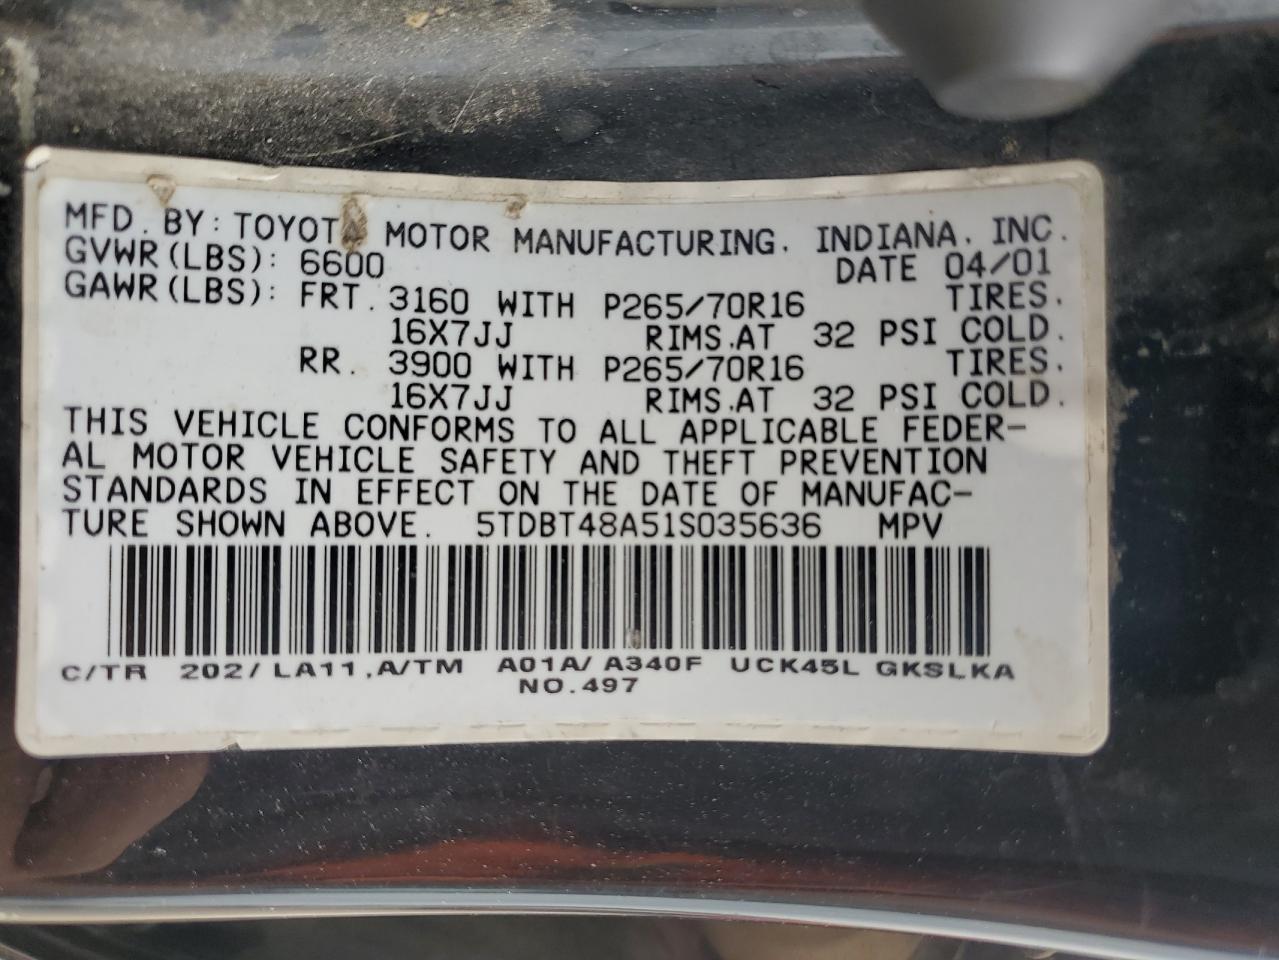 MFD. BY: TOYOTA MOTOR MANUFACTURING, INDIANA, INC.
GVWR(LBS): 6600 DATE 04/01
GAWR(LBS): FRT. 3160 WITH P265/70R16 TIRES.
16X7JJ RIMS.AT 32 PSI COLD.
RR. 3900 WITH P265/70R16 TIRES.
16X7JJ RIMS.AT 32 PSI COLD.
THIS VEHICLE CONFORMS TO ALL APPLICABLE FEDER-
AL MOTOR VEHICLE SAFETY AND THEFT PREVENTION
STANDARDS IN EFFECT ON THE DATE OF MANUFAC-
TURE SHOWN ABOVE. 5TDBT48A51S035636 MPV
C/TR 202/ LA11,A/TM A01A/ A340F UCK45L GKSLKA
NO.497